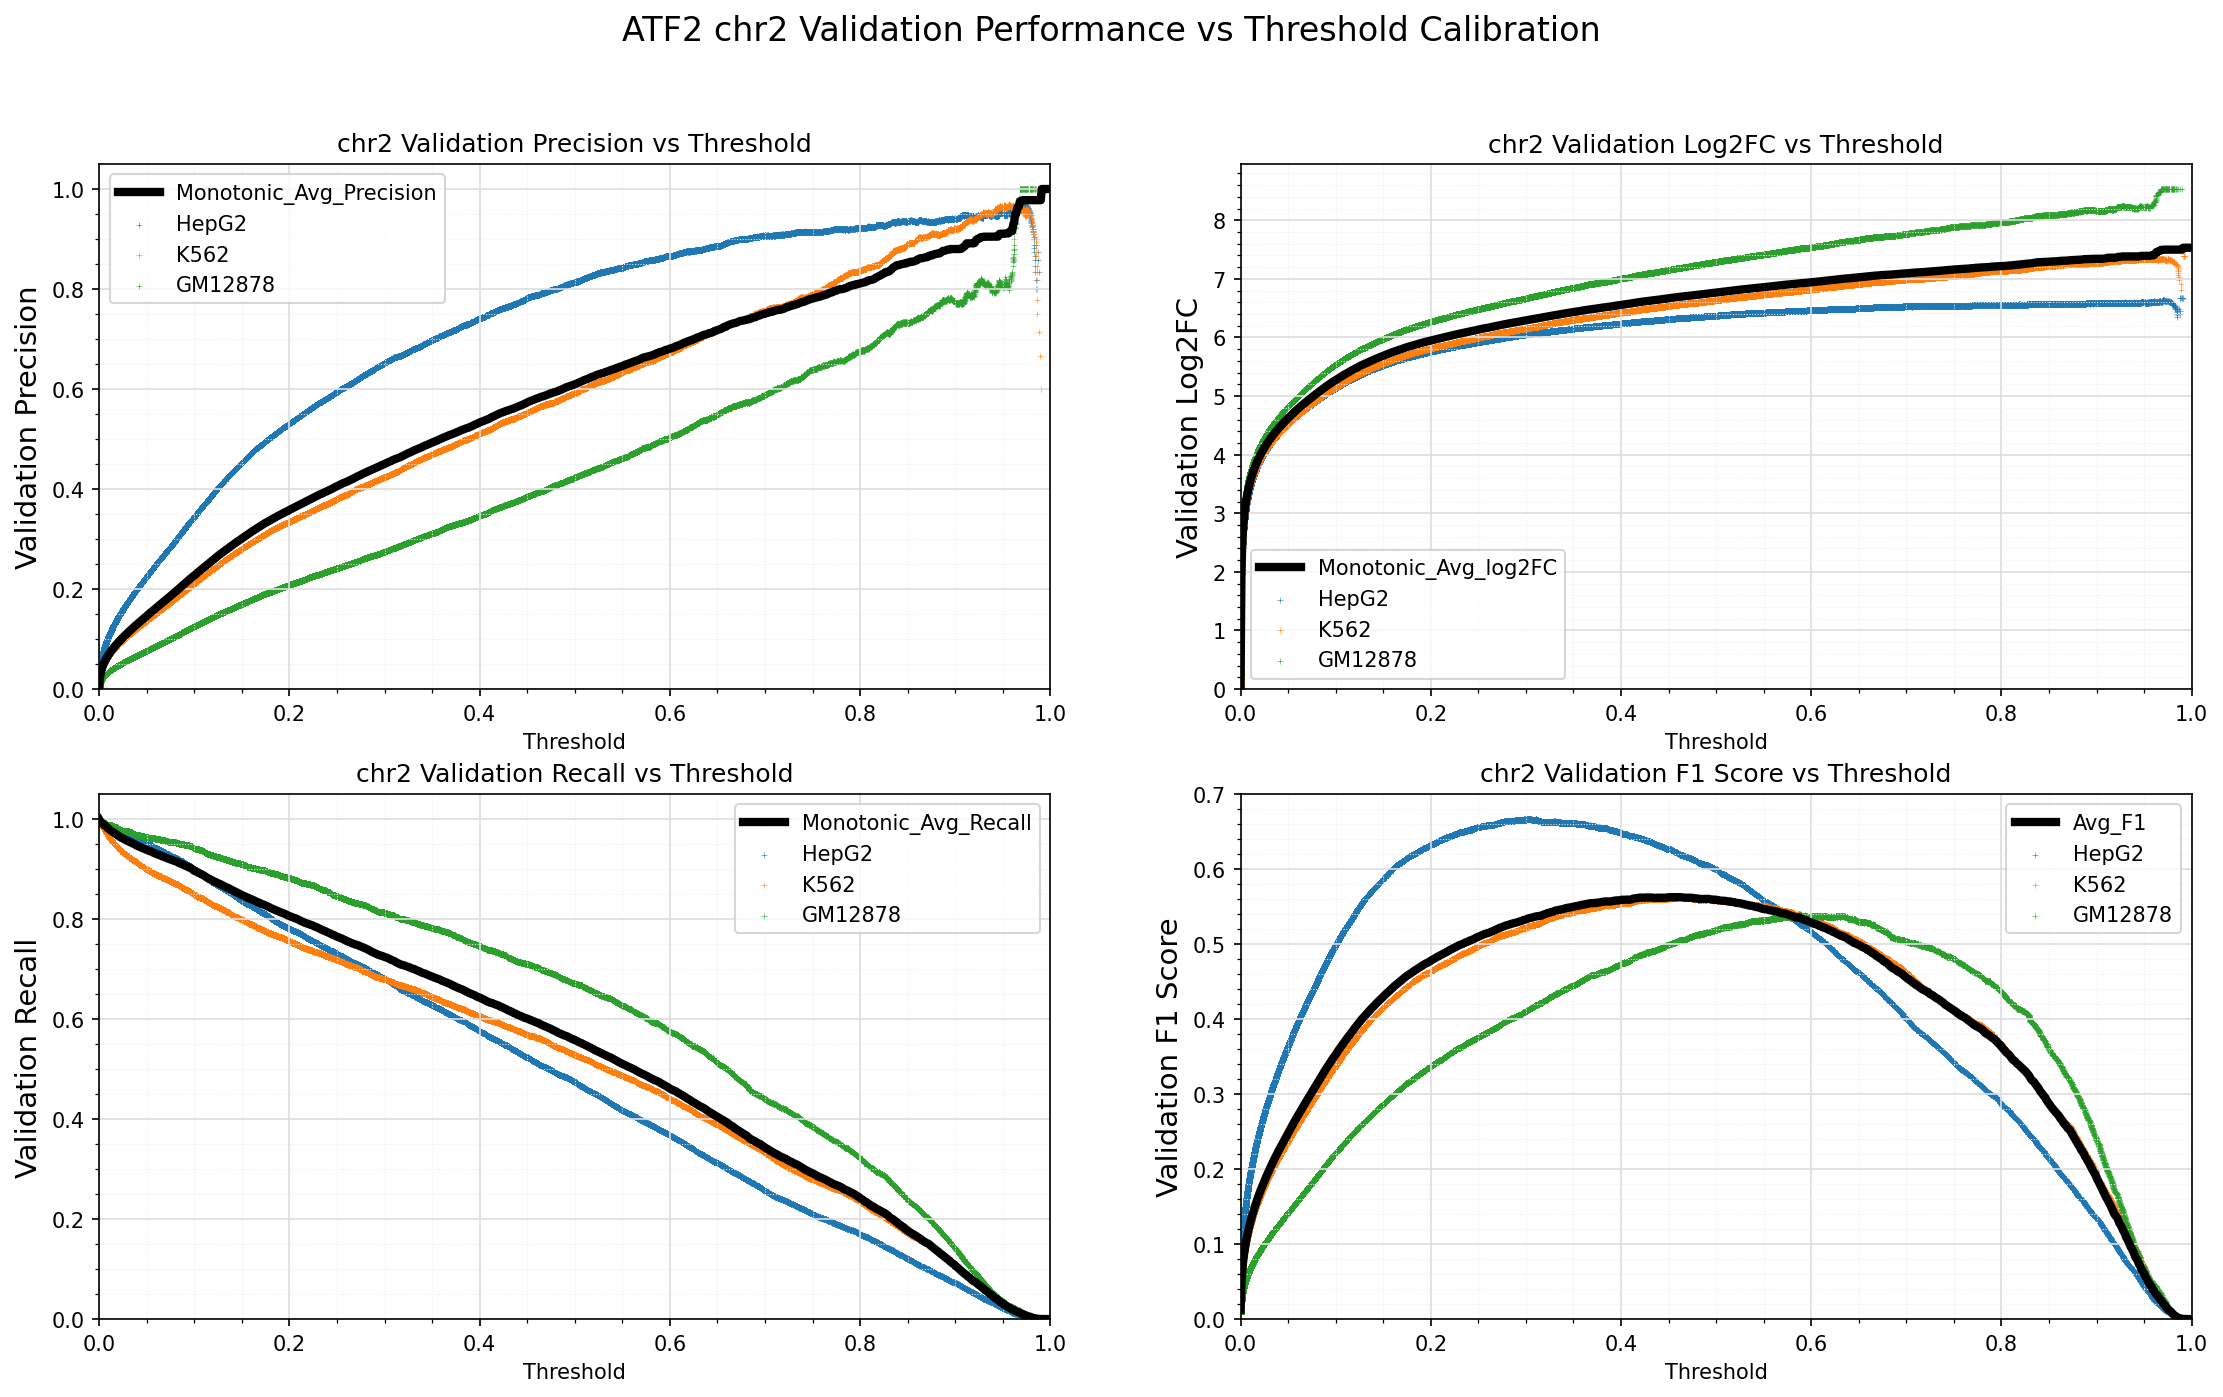 ATF2 chr2 Validation Performance vs Threshold Calibration
chr2 Validation Precision vs Threshold
Validation Precision
1.0
0.8
0.6
0.4
0.2
0.0
Monotonic_Avg_Precision
HepG2
K562
GM12878
0.0 0.2 0.4 0.6 0.8 1.0
Threshold
chr2 Validation Log2FC vs Threshold
Validation Log2FC
8
7
6
5
4
3
2
1
0
Monotonic_Avg_log2FC
HepG2
K562
GM12878
0.0 0.2 0.4 0.6 0.8 1.0
Threshold
chr2 Validation Recall vs Threshold
Validation Recall
1.0
0.8
0.6
0.4
0.2
0.0
Monotonic_Avg_Recall
HepG2
K562
GM12878
0.0 0.2 0.4 0.6 0.8 1.0
Threshold
chr2 Validation F1 Score vs Threshold
Validation F1 Score
0.7
0.6
0.5
0.4
0.3
0.2
0.1
0.0
Avg_F1
HepG2
K562
GM12878
0.0 0.2 0.4 0.6 0.8 1.0
Threshold